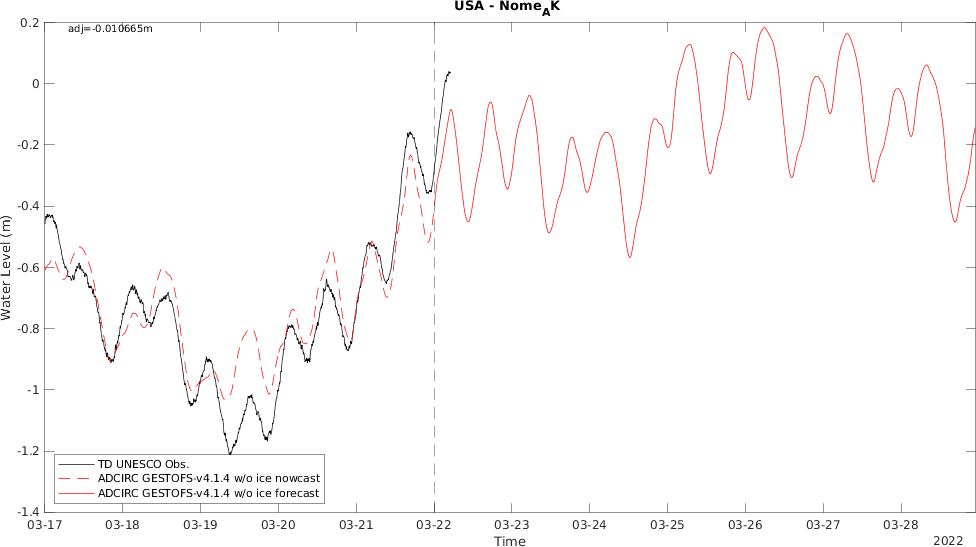 USA - Nome_AK
adj=-0.010665m
0.2
0
-0.2
-0.4
-0.6
-0.8
-1
-1.2
-1.4
Water Level (m)
TD UNESCO Obs.
ADCIRC GESTOFS-v4.1.4 w/o ice nowcast
ADCIRC GESTOFS-v4.1.4 w/o ice forecast
03-17 03-18 03-19 03-20 03-21 03-22 03-23 03-24 03-25 03-26 03-27 03-28
Time
2022